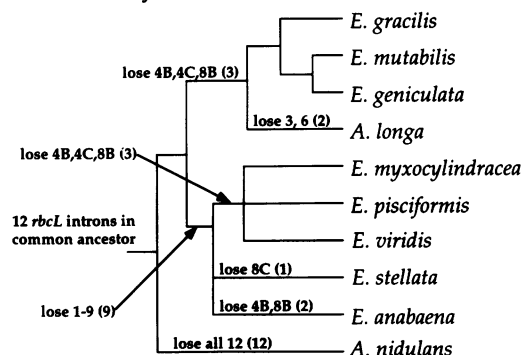 E. gracilis
E. mutabilis
lose 4B,4C,8B (3)
E. geniculata
lose 3, 6 (2)
A. longa
lose 4B,4C,8B (3)
E. myxocylindracea
E. pisciformis
12 rbcL introns in
common ancestor
E. viridis
lose 8C (1)
E. stellata
lose 1-9 (9)
lose 4B,8B (2)
E. anabaena
lose all 12 (12)
A. nidulans